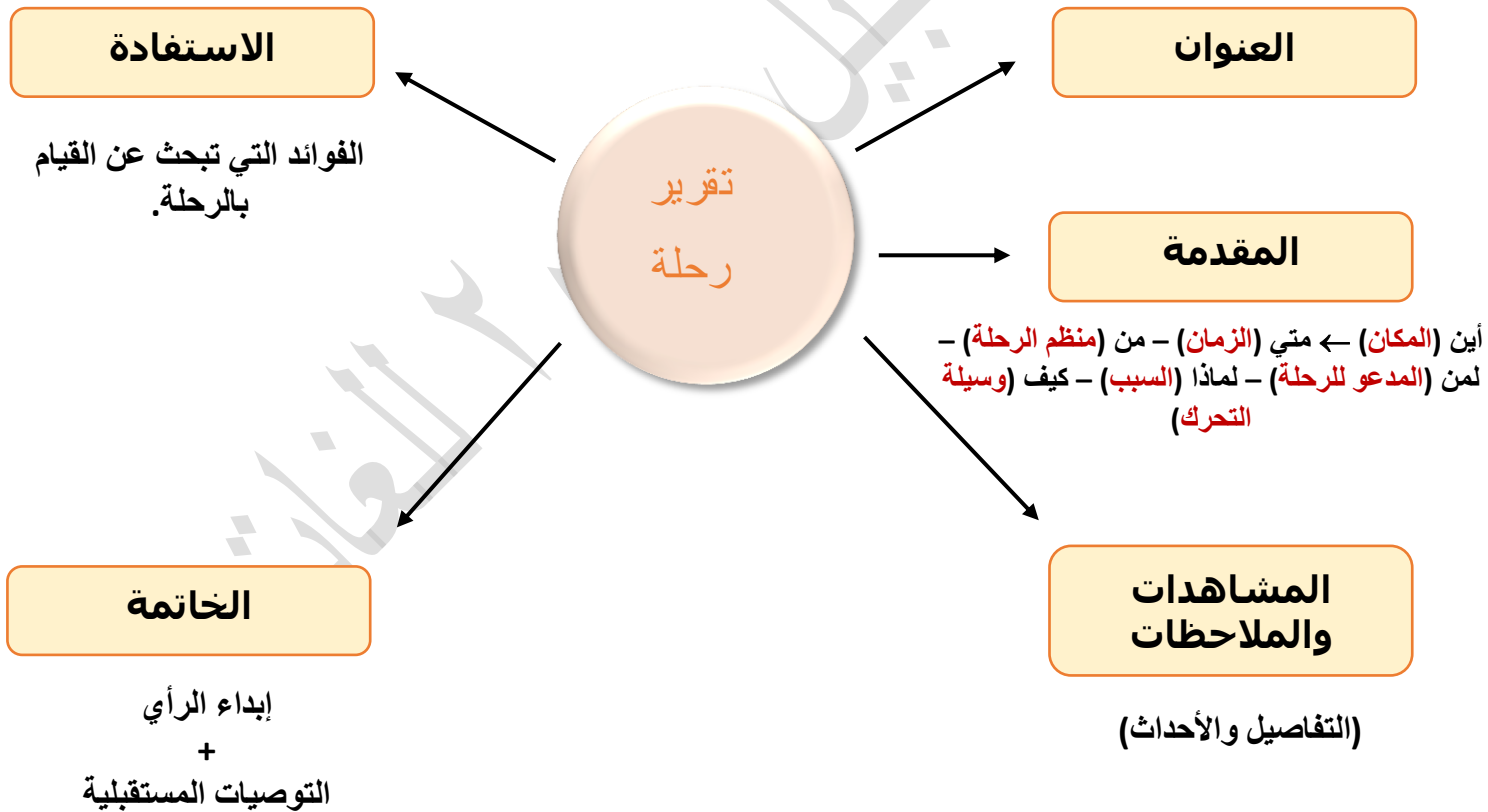 العنوان
الاستفادة
الفوائد التي تبحث عن القيام
بالرحلة.
تقرير
رحلة
المقدمة
أين (المكان) ← متي (الزمان) – من (منظم الرحلة) –
لمن (المدعو للرحلة) – لماذا (السبب) – كيف (وسيلة
التحرك)
المشاهدات
والملاحظات
(التفاصيل والأحداث)
الخاتمة
إبداء الرأي
+
التوصيات المستقبلية